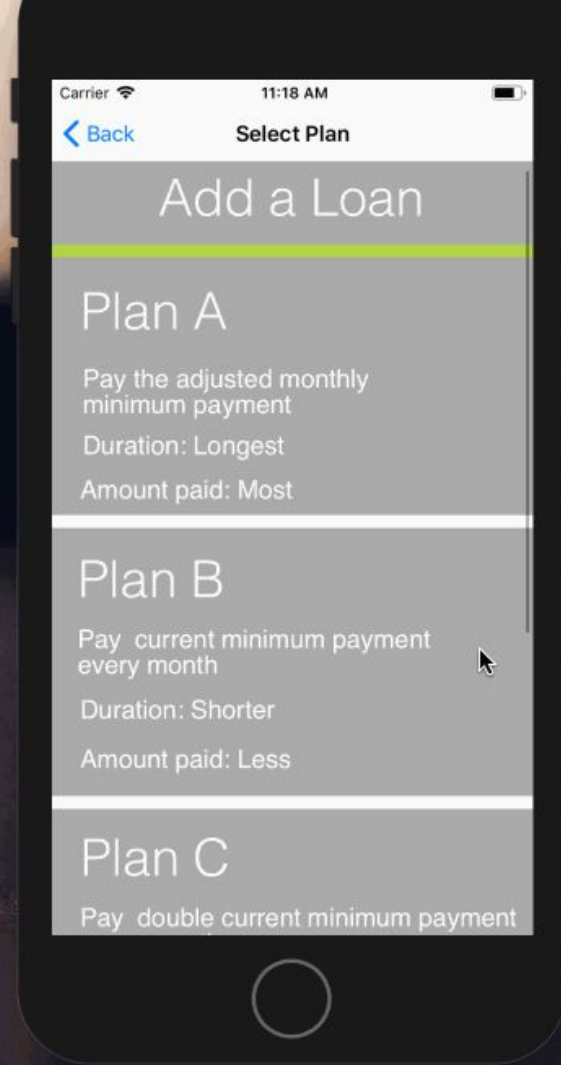 Carrier 11:18 AM
Back Select Plan
Add a Loan
Plan A
Pay the adjusted monthly
minimum payment
Duration: Longest
Amount paid: Most
Plan B
Pay  current minimum payment
every month
Duration: Shorter
Amount paid: Less
Plan C
Pay  double current minimum payment